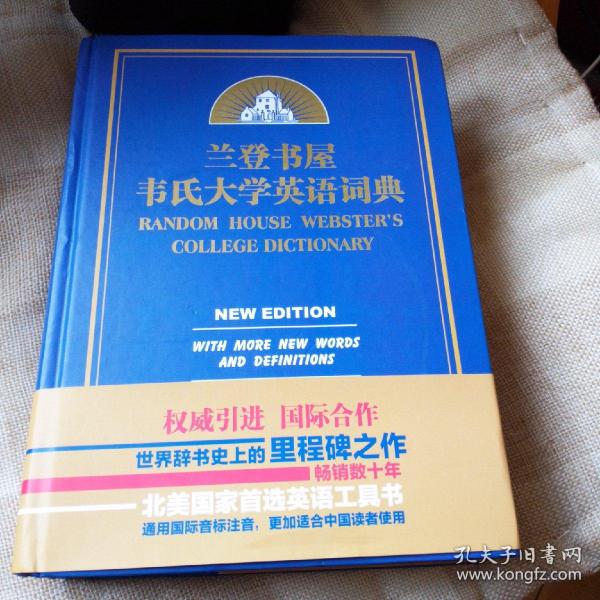 兰登书屋
韦氏大学英语词典
RANDOM HOUSE WEBSTER'S
COLLEGE DICTIONARY
NEW EDITION
WITH MORE NEW WORDS
AND DEFINITIONS
权威引进 国际合作
世界辞书史上的里程碑之作
畅销数十年
北美国家首选英语工具书
通用国际音标注音，更加适合中国读者使用
孔夫子旧书网
www.kongfz.com